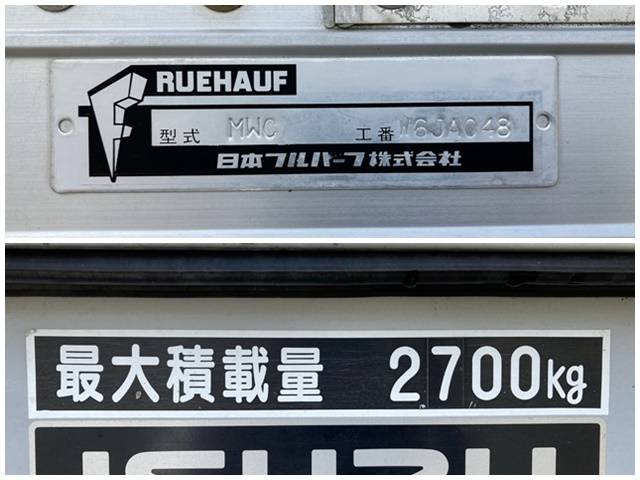 RUEHAUF
型式 MWC 工番 W6JAC48
日本フルハーフ株式会社
最大積載量 2700kg
ISUZU